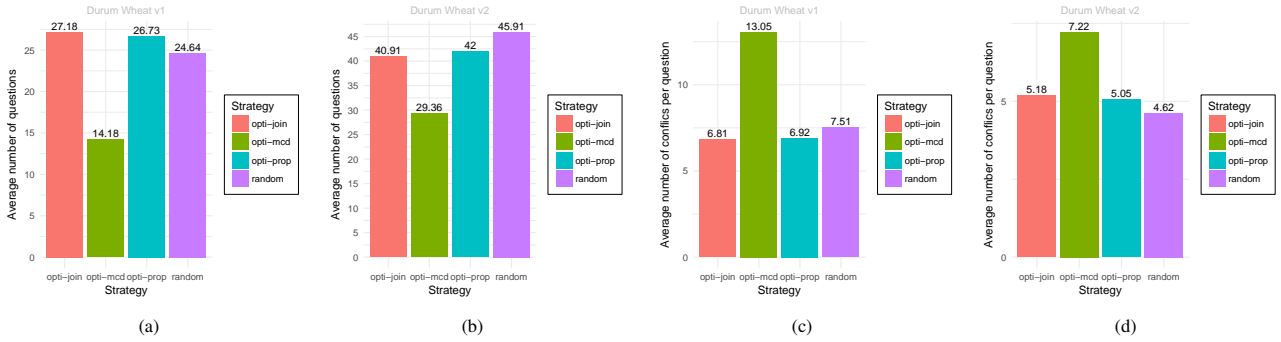 Durum Wheat v1
Average number of questions
27.18
14.18
26.73
24.64
25
20
15
10
5
0
opti-join opti-mcd opti-prop random
Strategy
Strategy
opti-join
opti-mcd
opti-prop
random
(a)
Durum Wheat v2
Average number of questions
40.91
29.36
42
45.91
45
40
35
30
25
20
15
10
5
0
opti-join opti-mcd opti-prop random
Strategy
Strategy
opti-join
opti-mcd
opti-prop
random
(b)
Durum Wheat v1
Average number of conflics per question
6.81
13.05
6.92
7.51
10
5
0
opti-join opti-mcd opti-prop random
Strategy
Strategy
opti-join
opti-mcd
opti-prop
random
(c)
Durum Wheat v2
Average number of conflics per question
5.18
7.22
5.05
4.62
5
0
opti-join opti-mcd opti-prop random
Strategy
Strategy
opti-join
opti-mcd
opti-prop
random
(d)